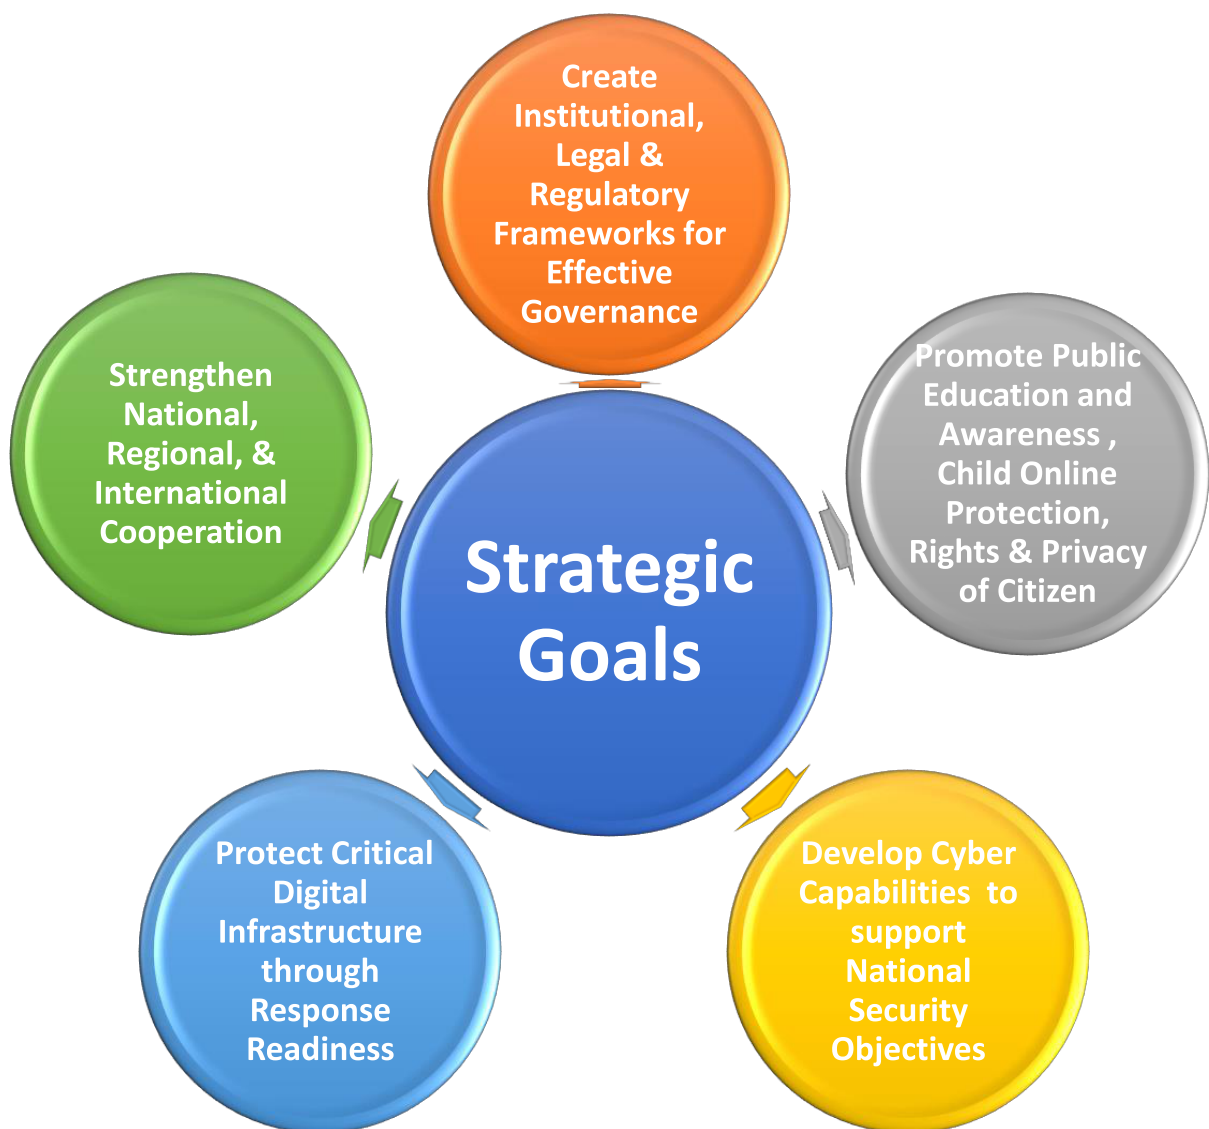 Create
Institutional,
Legal &
Regulatory
Frameworks for
Effective
Governance
Promote Public
Education and
Awareness ,
Child Online
Protection,
Rights & Privacy
of Citizen
Develop Cyber
Capabilities to
support
National
Security
Objectives
Protect Critical
Digital
Infrastructure
through
Response
Readiness
Strengthen
National,
Regional, &
International
Cooperation
Strategic
Goals